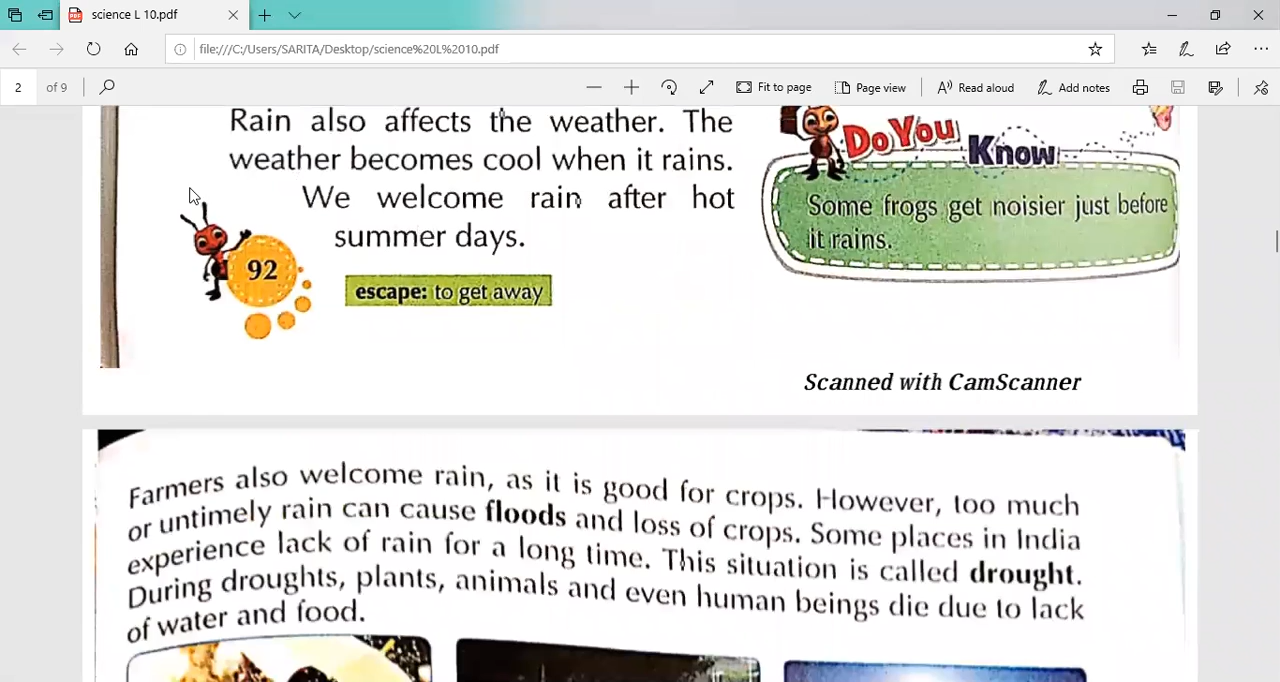 science L 10.pdf
file:///C:/Users/SARITA/Desktop/science%20L%2010.pdf
2 of 9
Fit to page
Page view
Read aloud
Add notes
Rain also affects the weather. The
weather becomes cool when it rains.
We welcome rain after hot
summer days.
92
escape: to get away
Do You Know
Some frogs get noisier just before
it rains.
Scanned with CamScanner
Farmers also welcome rain, as it is good for crops. However, too much
or untimely rain can cause floods and loss of crops. Some places in India
experience lack of rain for a long time. This situation is called drought.
During droughts, plants, animals and even human beings die due to lack
of water and food.